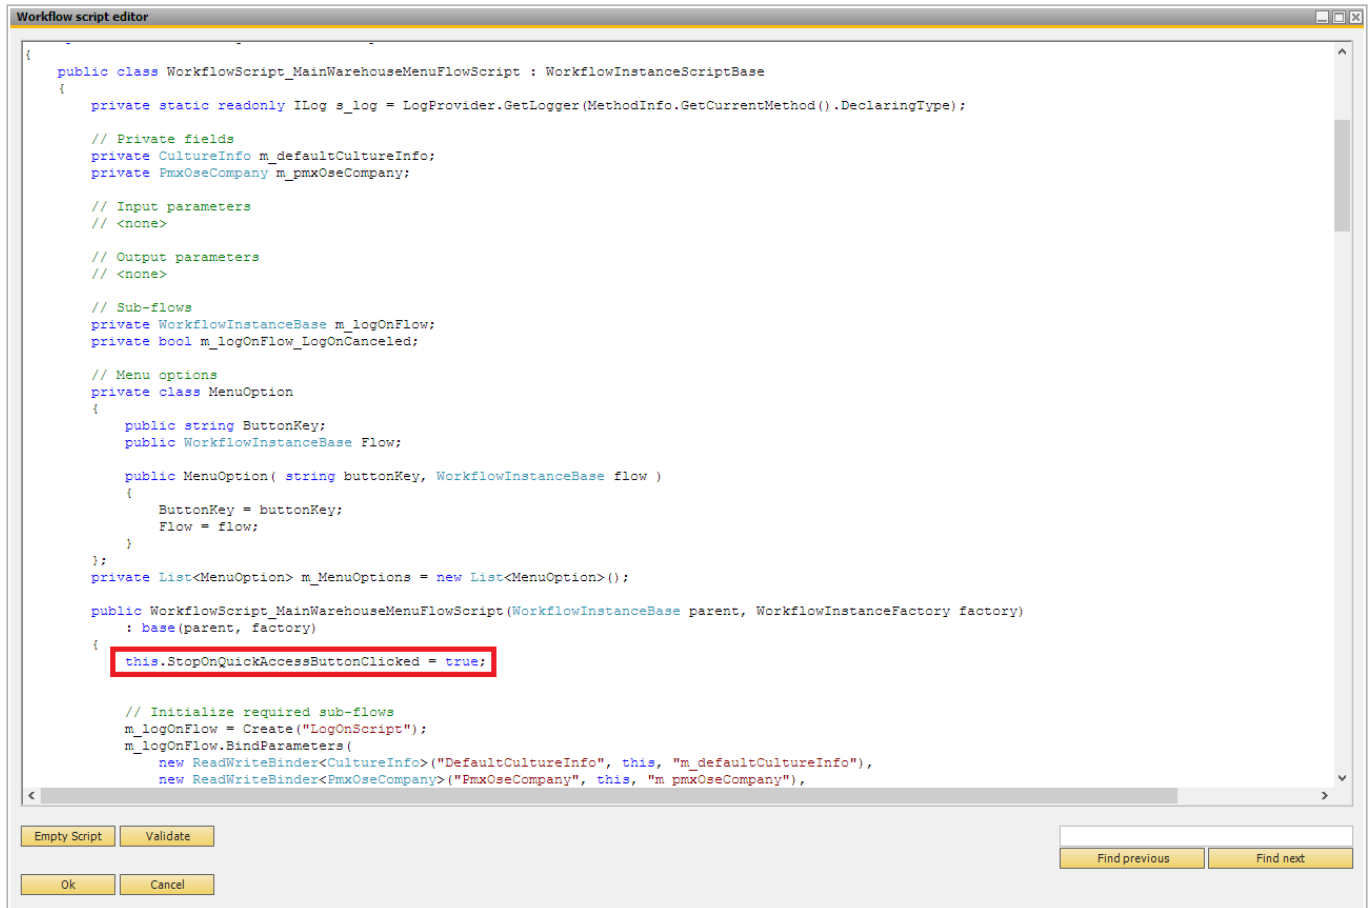 Workflow script editor
{
    public class WorkflowScript_MainWarehouseMenuFlowScript : WorkflowInstanceScriptBase
    {
        private static readonly ILog s_log = LogProvider.GetLogger(MethodInfo.GetCurrentMethod().DeclaringType);
        // Private fields
        private CultureInfo m_defaultCultureInfo;
        private PmxOseCompany m_pmxOseCompany;
        // Input parameters
        // <none>
        // Output parameters
        // <none>
        // Sub-flows
        private WorkflowInstanceBase m_logOnFlow;
        private bool m_logOnFlow_LogOnCanceled;
        // Menu options
        private class MenuOption
        {
            public string ButtonKey;
            public WorkflowInstanceBase Flow;
            public MenuOption( string buttonKey, WorkflowInstanceBase flow )
            {
                ButtonKey = buttonKey;
                Flow = flow;
            }
        };
        private List<MenuOption> m_MenuOptions = new List<MenuOption>();
        public WorkflowScript_MainWarehouseMenuFlowScript(WorkflowInstanceBase parent, WorkflowInstanceFactory factory)
            : base(parent, factory)
        {
            this.StopOnQuickAccessButtonClicked = true;
            // Initialize required sub-flows
            m_logOnFlow = Create("LogOnScript");
            m_logOnFlow.BindParameters(
                new ReadWriteBinder<CultureInfo>("DefaultCultureInfo", this, "m_defaultCultureInfo"),
                new ReadWriteBinder<PmxOseCompany>("PmxOseCompany", this, "m_pmxOseCompany"),
Empty Script Validate
Find previous Find next
Ok Cancel